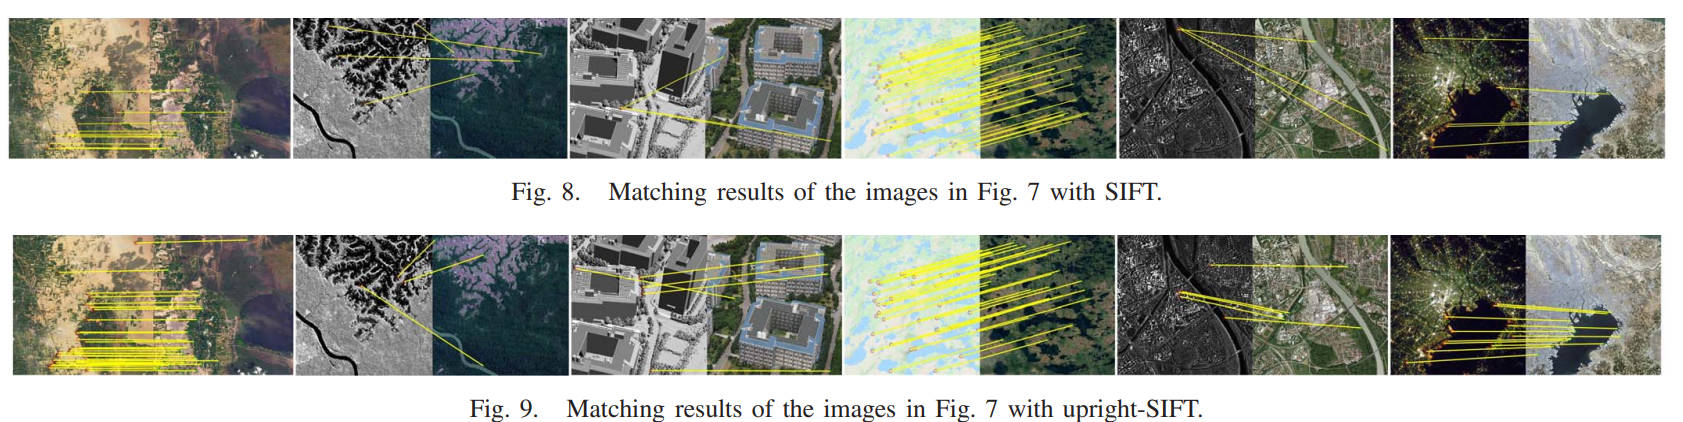 Fig. 8. Matching results of the images in Fig. 7 with SIFT.
Fig. 9. Matching results of the images in Fig. 7 with upright-SIFT.